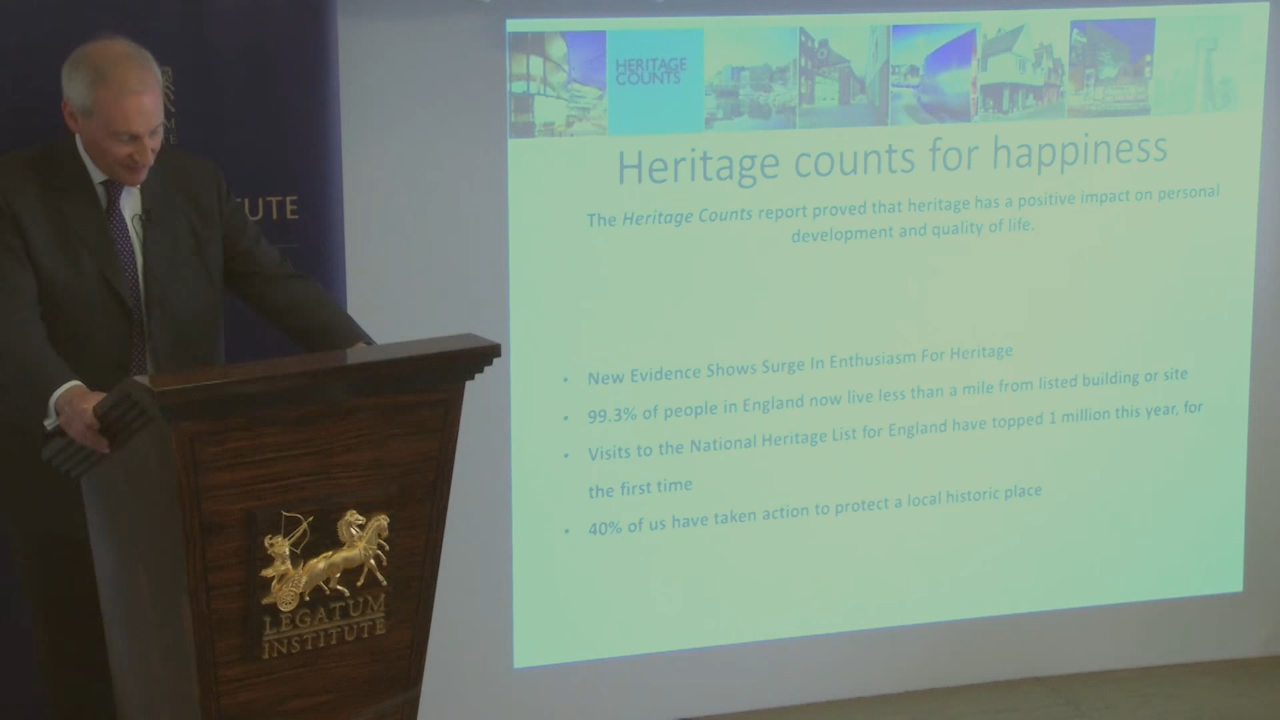 UTE
HERITAGE
COUNTS
Heritage counts for happiness
The Heritage Counts report proved that heritage has a positive impact on personal
development and quality of life.
• New Evidence Shows Surge In Enthusiasm For Heritage
• 99.3% of people in England now live less than a mile from listed building or site
• Visits to the National Heritage List for England have topped 1 million this year, for
the first time
• 40% of us have taken action to protect a local historic place
LEGATUM
INSTITUTE